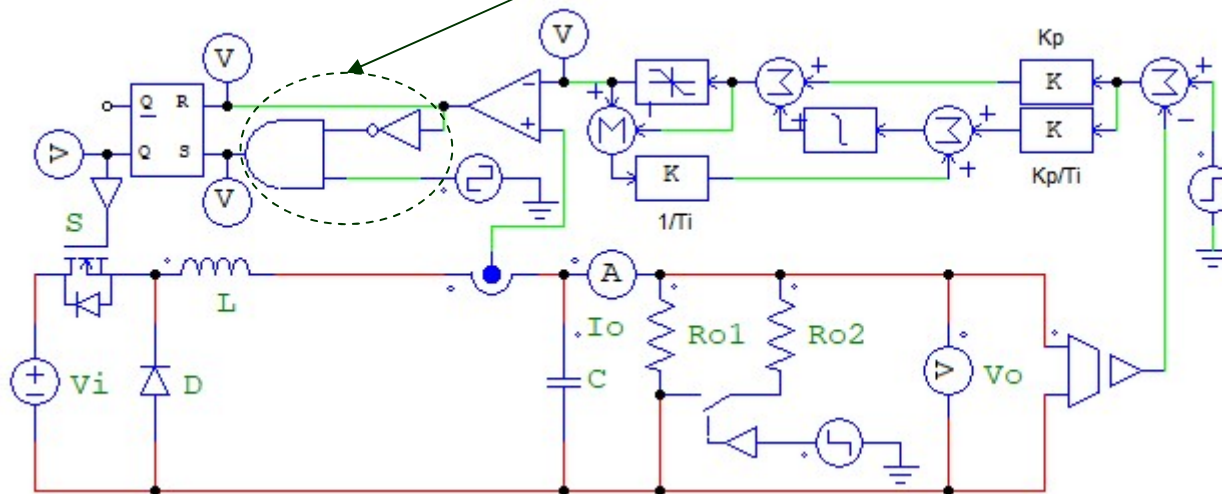 V
V
Kp
Q R
Σ
K
Σ
V
Q S
V
Σ
K
K
1/Ti
Kp/Ti
S
L
A
Io
Ro1
Ro2
Vi
D
C
V
Vo